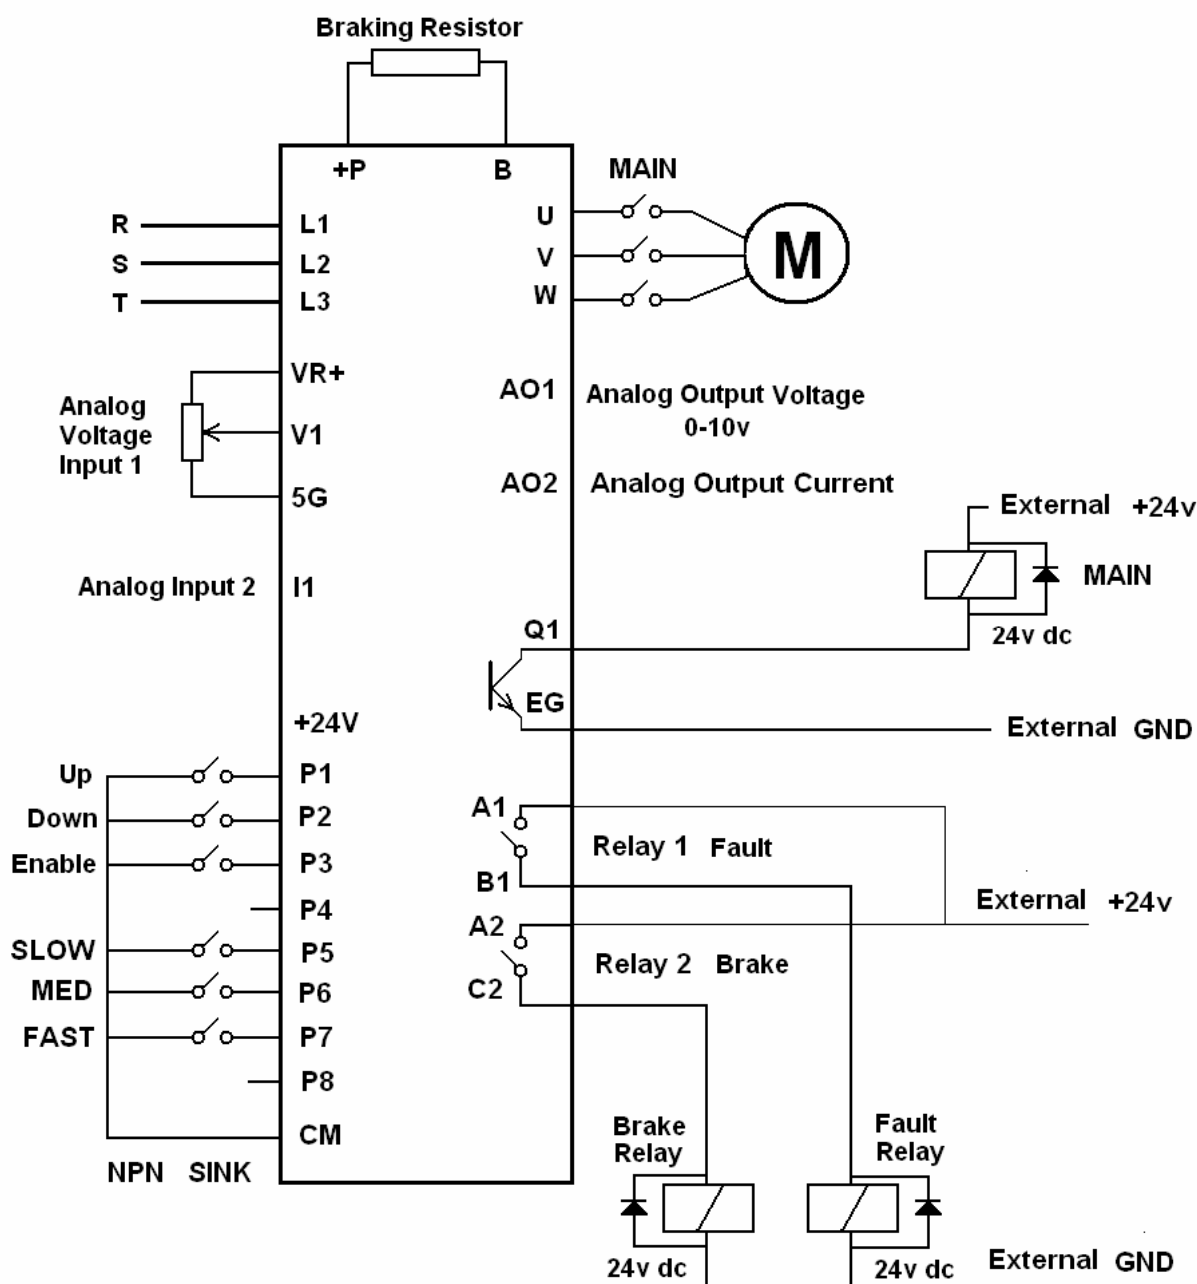 Braking Resistor
+P B MAIN
R L1 U
S L2 V M
T L3 W
VR+
Analog
Voltage
Input 1
V1
5G
AO1 Analog Output Voltage
0-10v
AO2 Analog Output Current
External +24v
Analog Input 2 I1
MAIN
24v dc
Q1
EG
External GND
+24V
Up P1
Down P2
Enable P3
P4
SLOW P5
MED P6
FAST P7
P8
CM
NPN SINK
A1
Relay 1 Fault
B1
External +24v
A2
Relay 2 Brake
C2
Brake
Relay
24v dc
Fault
Relay
24v dc
External GND